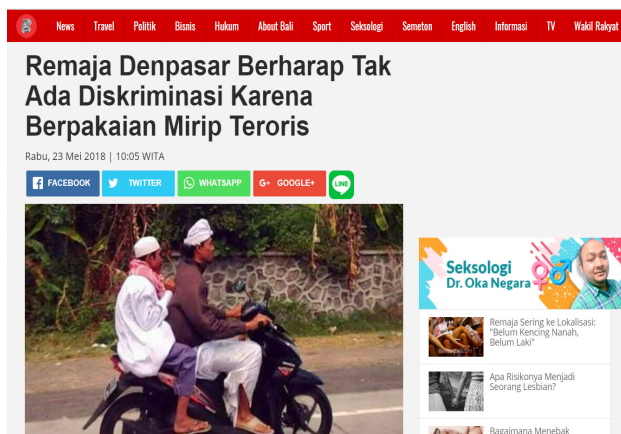 News Travel Politik Bisnis Hukum About Bali Sport Seksologi Semeton English Informasi TV Wakil Rakyat
Remaja Denpasar Berharap Tak
Ada Diskriminasi Karena
Berpakaian Mirip Teroris
Rabu, 23 Mei 2018 | 10:05 WITA
FACEBOOK TWITTER WHATSAPP G+ GOOGLE+ LINE
Seksologi
Dr. Oka Negara
Remaja Sering ke Lokalisasi:
"Belum Kencing Nanah,
Belum Laki"
Apa Risikonya Menjadi
Seorang Lesbian?
Bagaimana Menebak